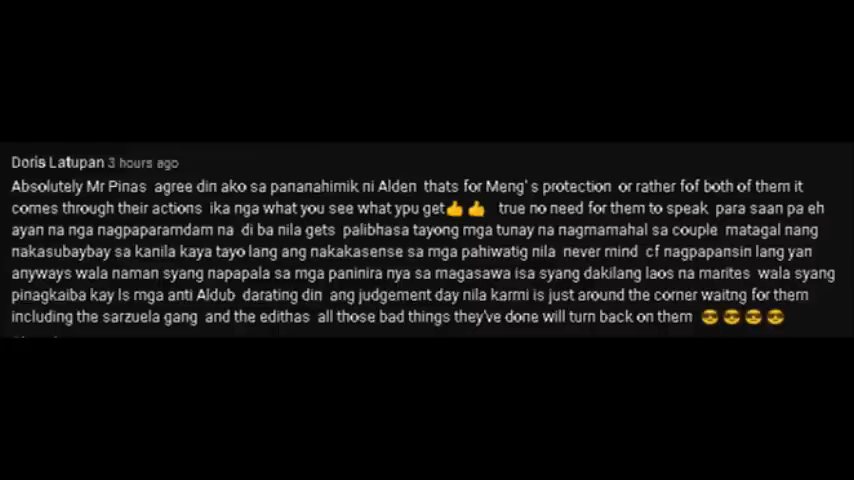 Doris Latupan 3 hours ago
Absolutely Mr Pinas agree din ako sa pananahimik ni Alden thats for Meng's protection or rather fof both of them it
comes through their actions ika nga what you see what ypu get👍👍 true no need for them to speak para saan pa eh
ayan na nga nagpaparamdam na di ba nila gets palibhasa tayong mga tunay na nagmamahal sa couple matagal nang
nakasubaybay sa kanila kaya tayo lang ang nakakasense sa mga pahiwatig nila never mind cf nagpapansin lang yan
anyways wala naman syang napapala sa mga paninira nya sa magasawa isa syang dakilang laos na marites wala syang
pinagkaiba kay ls mga anti Aldub darating din ang judgement day nila karmi is just around the corner waitng for them
including the sarzuela gang and the edithas all those bad things they've done will turn back on them 😎😎😎😎